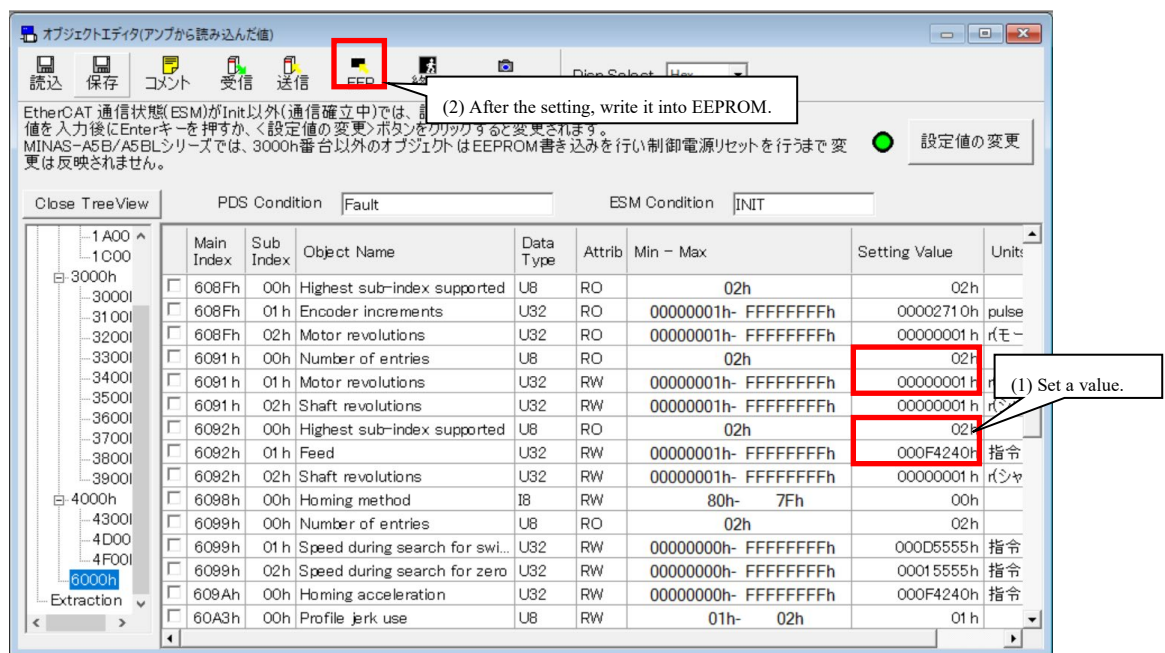 オブジェクトエディタ(アンプから読み込んだ値)
読込 保存 コメント 受信 送信 EEP
(2) After the setting, write it into EEPROM.
EtherCAT 通信状態(ESM)がInit以外(通信確立中)では、
値を入力後にEnterキーを押すか、<設定値の変更>ボタンをクリックすると変更されます。
MINAS-A5B/A5BLシリーズでは、3000h番台以外のオブジェクトはEEPROM書き込みを行い制御電源リセットを行うまで変
更は反映されません。
設定値の変更
Close TreeView PDS Condition Fault ESM Condition INIT
1A00
1C00
3000h
3000
3100
3200
3300
3400
3500
3600
3700
3800
3900
4000h
4300
4D00
4F00
6000h
Extraction
Main Index Sub Index Object Name Data Type Attrib Min - Max Setting Value Units
608Fh 00h Highest sub-index supported U8 RO 02h 02h
608Fh 01h Encoder increments U32 RO 00000001h- FFFFFFFFh 00002710h pulse
608Fh 02h Motor revolutions U32 RO 00000001h- FFFFFFFFh 00000001h r(モー
6091h 00h Number of entries U8 RO 02h 02h
6091h 01h Motor revolutions U32 RW 00000001h- FFFFFFFFh 00000001h
6091h 02h Shaft revolutions U32 RW 00000001h- FFFFFFFFh 00000001h
6092h 00h Highest sub-index supported U8 RO 02h 02h
6092h 01h Feed U32 RW 00000001h- FFFFFFFFh 000F4240h 指令
6092h 02h Shaft revolutions U32 RW 00000001h- FFFFFFFFh 00000001h r(シャ
6098h 00h Homing method I8 RW 80h- 7Fh 00h
6099h 00h Number of entries U8 RO 02h 02h
6099h 01h Speed during search for swi... U32 RW 00000000h- FFFFFFFFh 000D5555h 指令
6099h 02h Speed during search for zero U32 RW 00000000h- FFFFFFFFh 00015555h 指令
609Ah 00h Homing acceleration U32 RW 00000000h- FFFFFFFFh 000F4240h 指令
60A3h 00h Profile jerk use U8 RW 01h- 02h 01h
(1) Set a value.